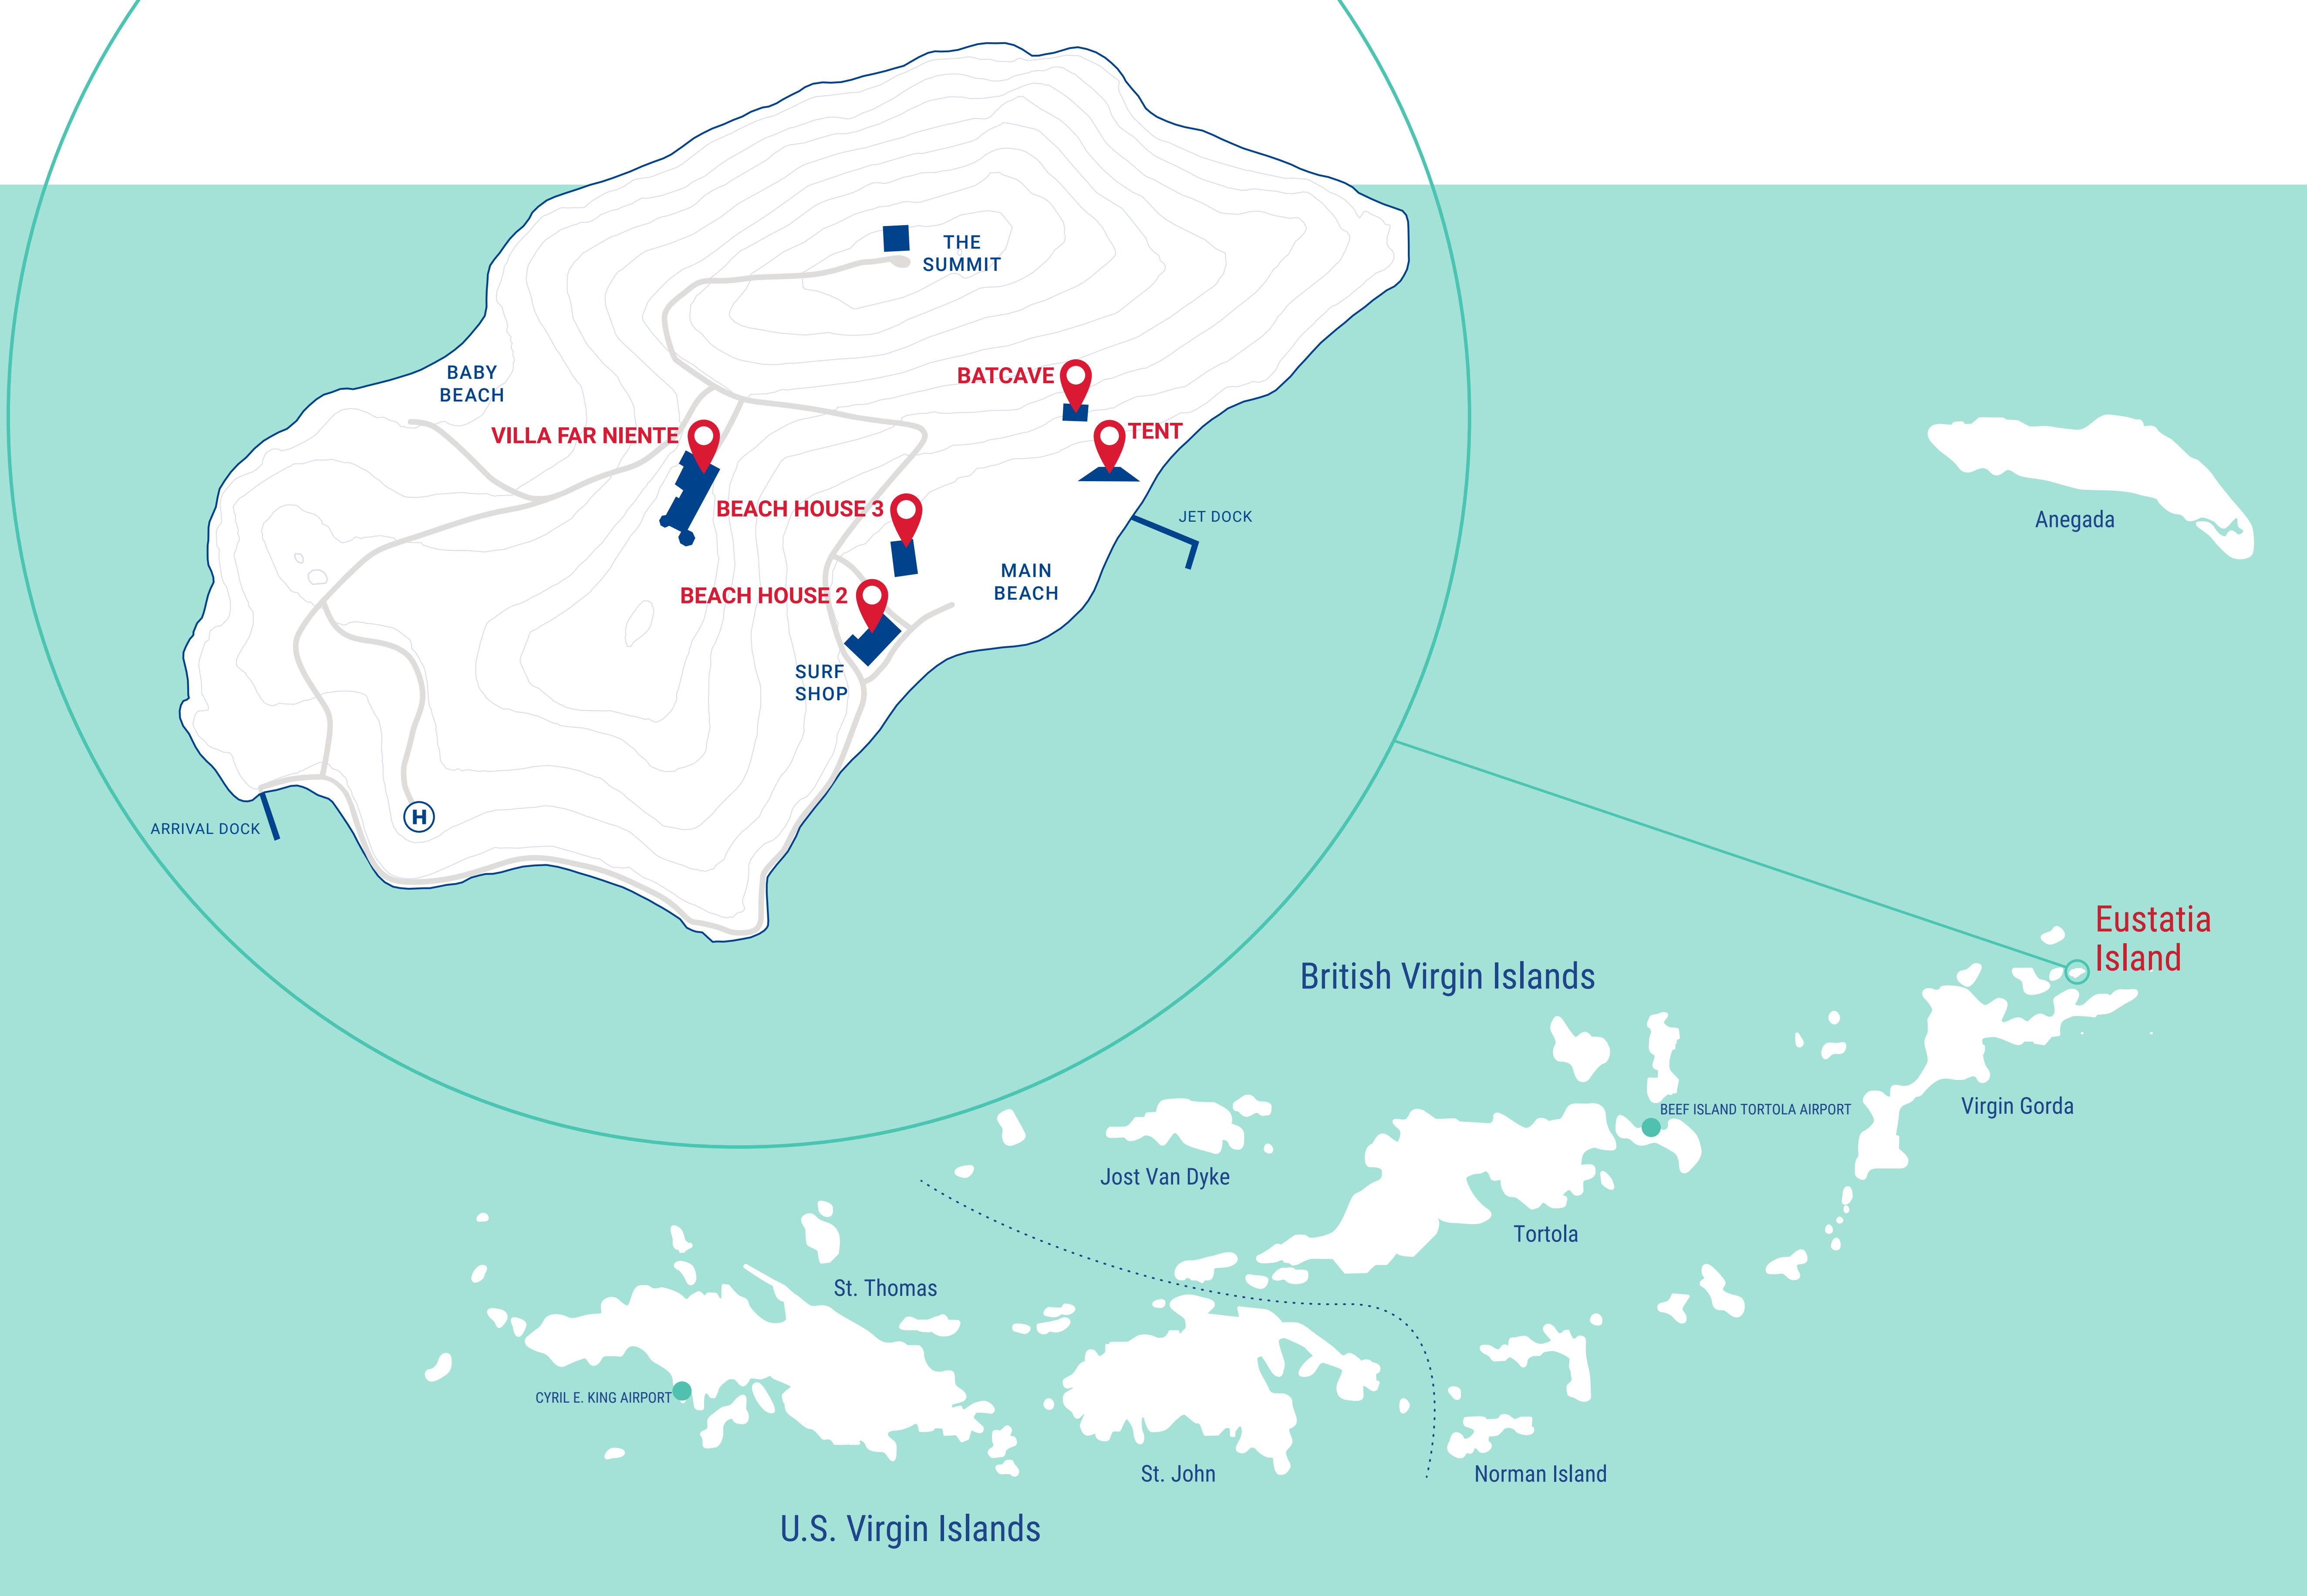 THE
SUMMIT
BABY
BEACH
BATCAVE
TENT
VILLA FAR NIENTE
BEACH HOUSE 3
JET DOCK
MAIN
BEACH
BEACH HOUSE 2
SURF
SHOP
H
ARRIVAL DOCK
Anegada
Eustatia
Island
British Virgin Islands
BEEF ISLAND TORTOLA AIRPORT
Virgin Gorda
Jost Van Dyke
Tortola
St. Thomas
CYRIL E. KING AIRPORT
St. John
Norman Island
U.S. Virgin Islands